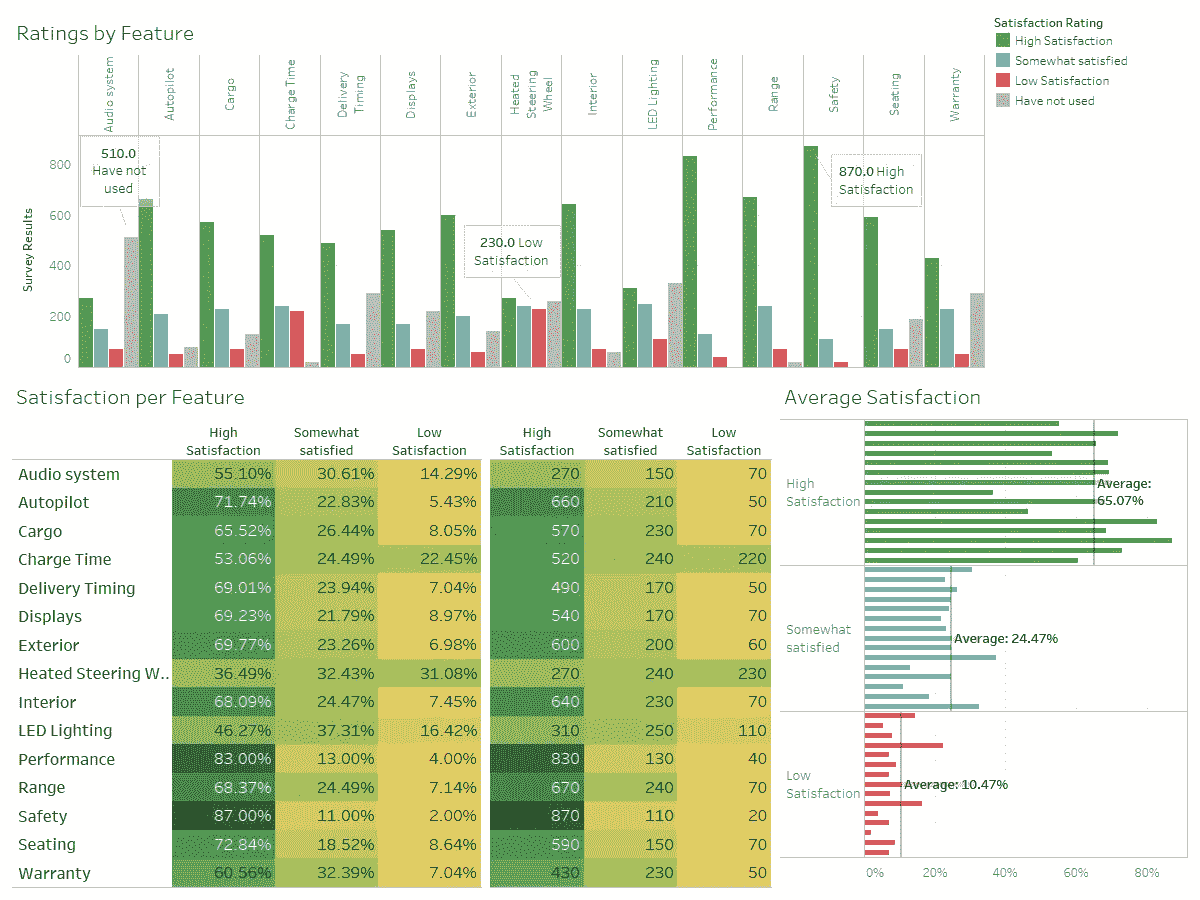 Ratings by Feature
Satisfaction Rating
High Satisfaction
Somewhat satisfied
Low Satisfaction
Have not used
Audio system
Autopilot
Cargo
Charge Time
Delivery
Timing
Displays
Exterior
Heated
Steering
Wheel
Interior
LED Lighting
Performance
Range
Safety
Seating
Warranty
510.0
Have not
used
230.0 Low
Satisfaction
870.0 High
Satisfaction
Survey Results
800
600
400
200
0
Satisfaction per Feature
High Satisfaction Somewhat satisfied Low Satisfaction High Satisfaction Somewhat satisfied Low Satisfaction
Audio system 55.10% 30.61% 14.29% 270 150 70
Autopilot 71.74% 22.83% 5.43% 660 210 50
Cargo 65.52% 26.44% 8.05% 570 230 70
Charge Time 53.06% 24.49% 22.45% 520 240 220
Delivery Timing 69.01% 23.94% 7.04% 490 170 50
Displays 69.23% 21.79% 8.97% 540 170 70
Exterior 69.77% 23.26% 6.98% 600 200 60
Heated Steering W.. 36.49% 32.43% 31.08% 270 240 230
Interior 68.09% 24.47% 7.45% 640 230 70
LED Lighting 46.27% 37.31% 16.42% 310 250 110
Performance 83.00% 13.00% 4.00% 830 130 40
Range 68.37% 24.49% 7.14% 670 240 70
Safety 87.00% 11.00% 2.00% 870 110 20
Seating 72.84% 18.52% 8.64% 590 150 70
Warranty 60.56% 32.39% 7.04% 430 230 50
Average Satisfaction
High
Satisfaction
Average:
65.07%
Somewhat
satisfied
Average: 24.47%
Low
Satisfaction
Average: 10.47%
0% 20% 40% 60% 80%